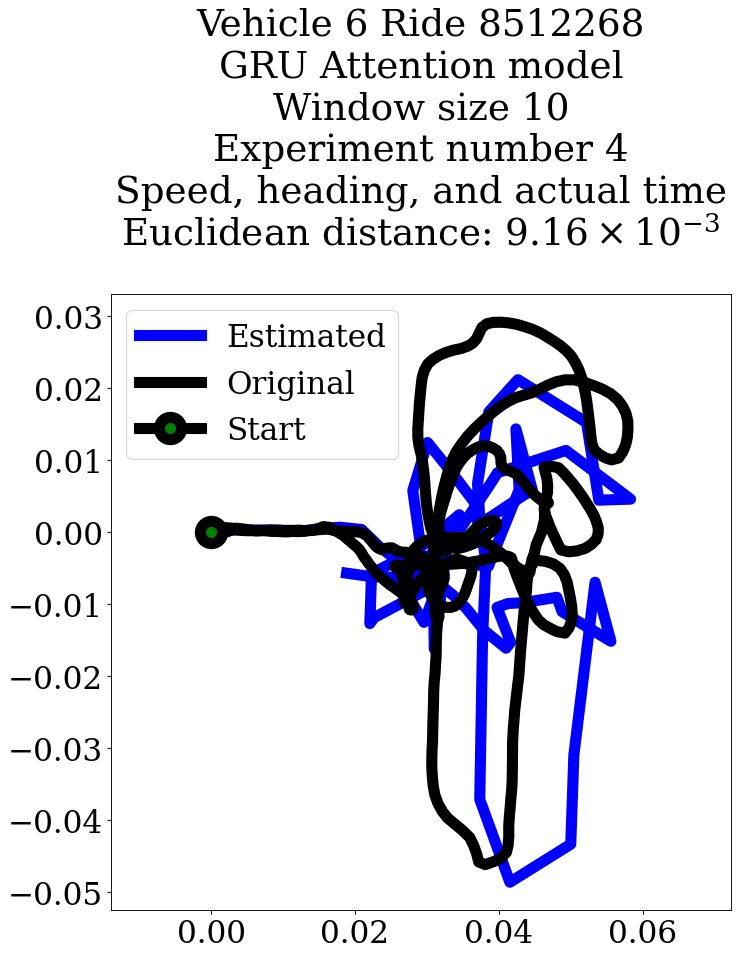 Vehicle 6 Ride 8512268
GRU Attention model
Window size 10
Experiment number 4
Speed, heading, and actual time
Euclidean distance: 9.16 × 10⁻³
Estimated
Original
Start
0.03
0.02
0.01
0.00
−0.01
−0.02
−0.03
−0.04
−0.05
0.00 0.02 0.04 0.06